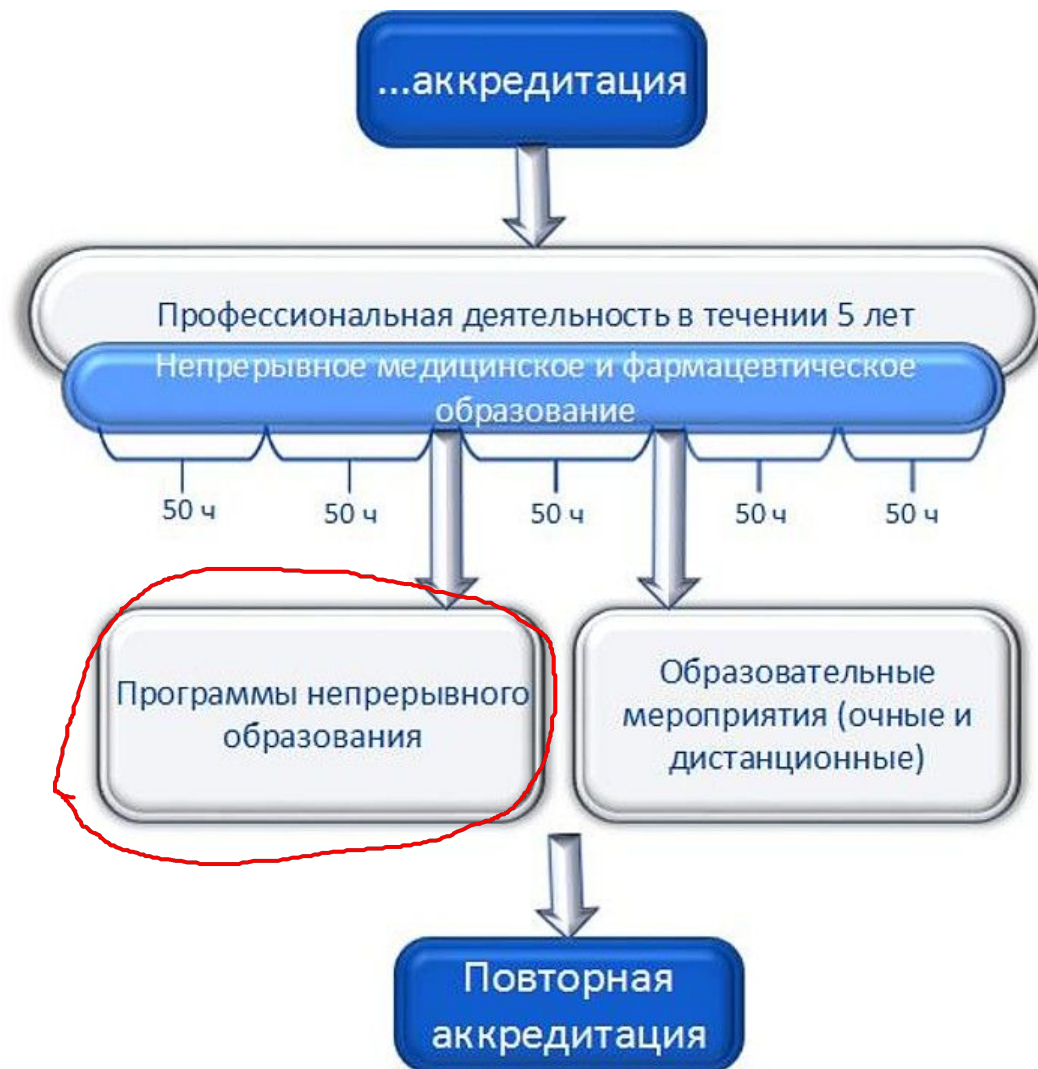 ...аккредитация
Профессиональная деятельность в течении 5 лет
Непрерывное медицинское и фармацевтическое
образование
50 ч
50 ч
50 ч
50 ч
50 ч
Программы непрерывного
образования
Образовательные
мероприятия (очные и
дистанционные)
Повторная
аккредитация